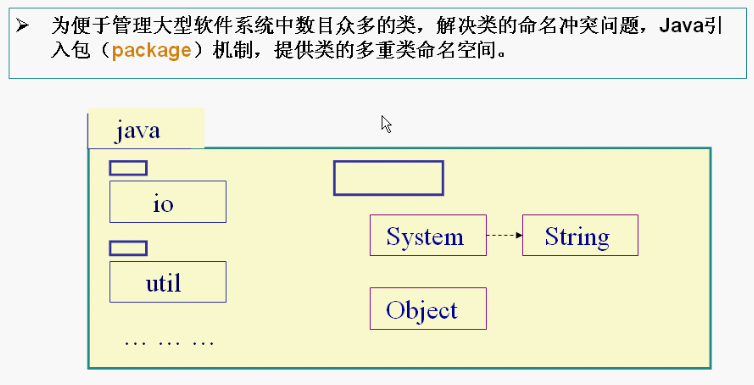 ➢ 为便于管理大型软件系统中数目众多的类，解决类的命名冲突问题，Java引
入包（package）机制，提供类的多重类命名空间。
java
io
System
String
util
Object
… … …